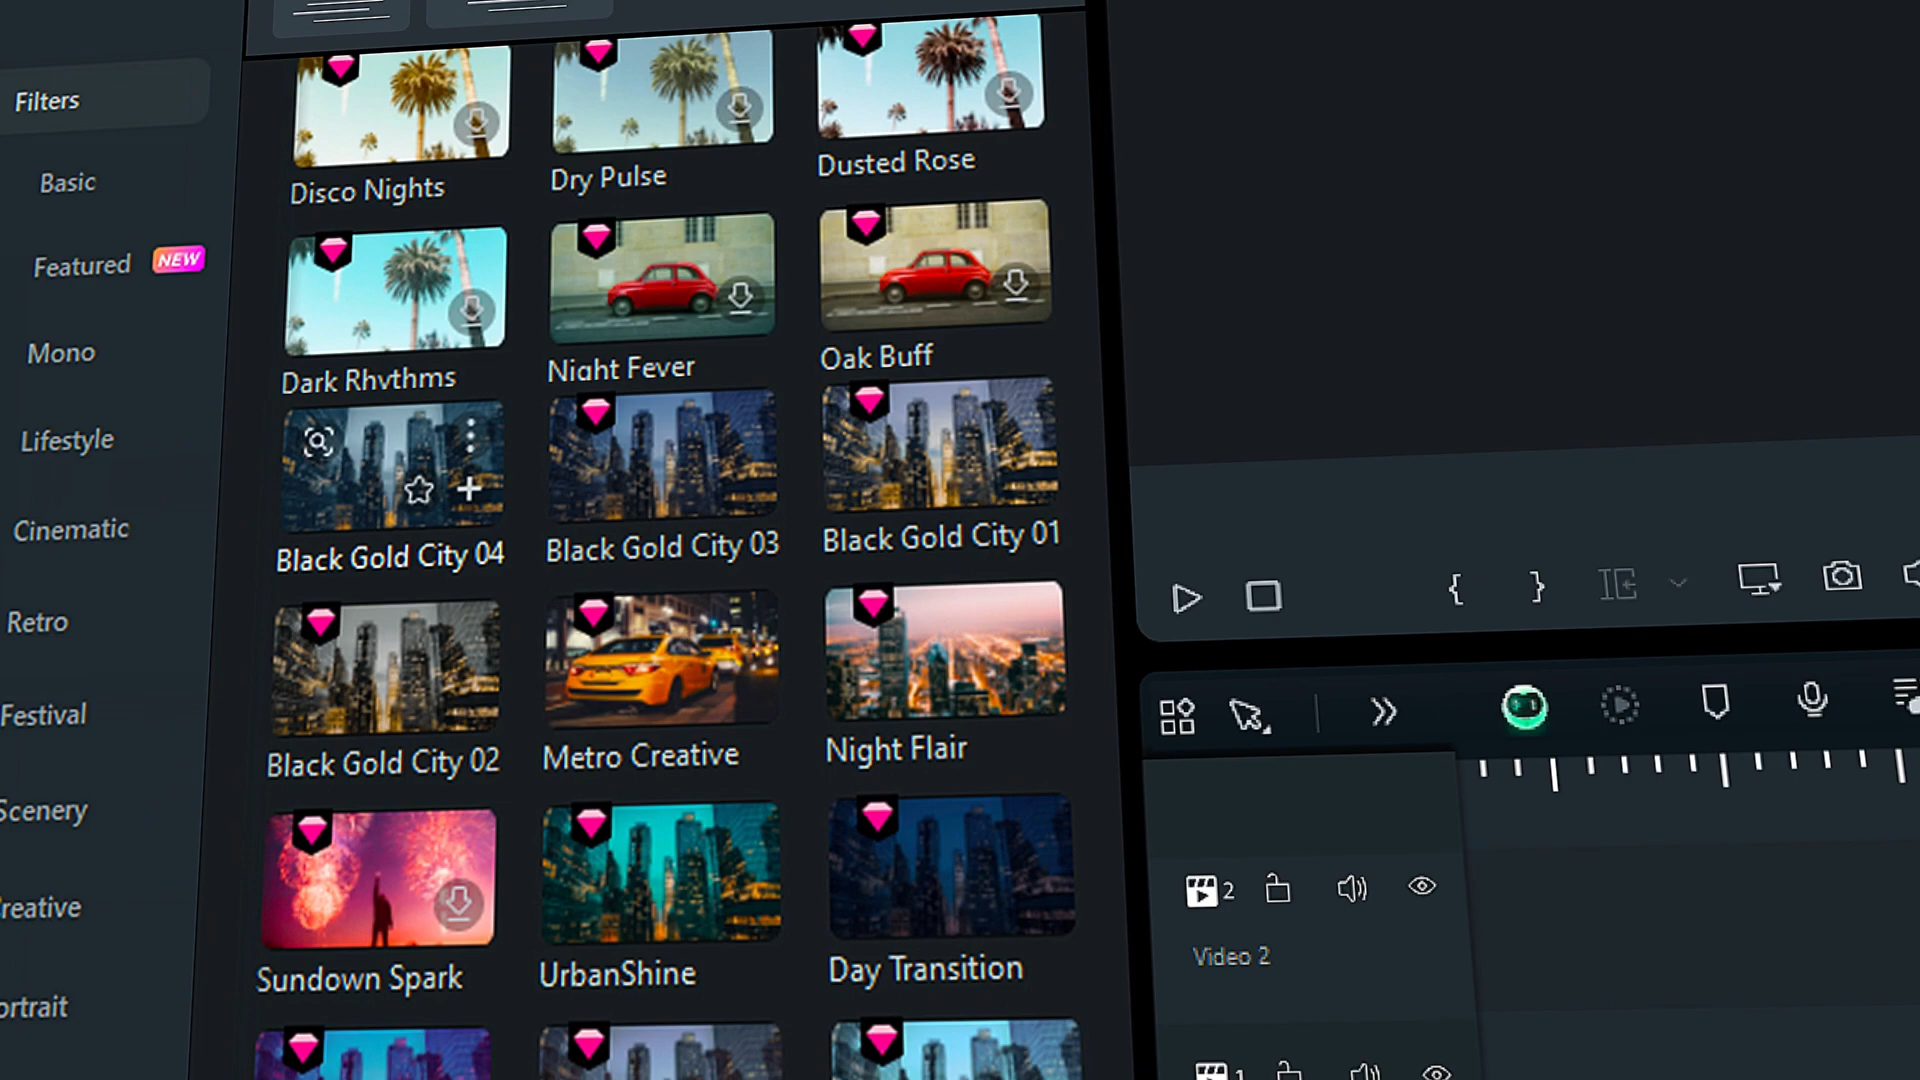 Filters
Basic
Featured NEW
Mono
Lifestyle
Cinematic
Retro
Festival
Scenery
reative
ortrait
Disco Nights
Dry Pulse
Dusted Rose
Dark Rhythms
Night Fever
Oak Buff
Black Gold City 04
Black Gold City 03
Black Gold City 01
Black Gold City 02
Metro Creative
Night Flair
Sundown Spark
UrbanShine
Day Transition
{ }
2
Video 2
1